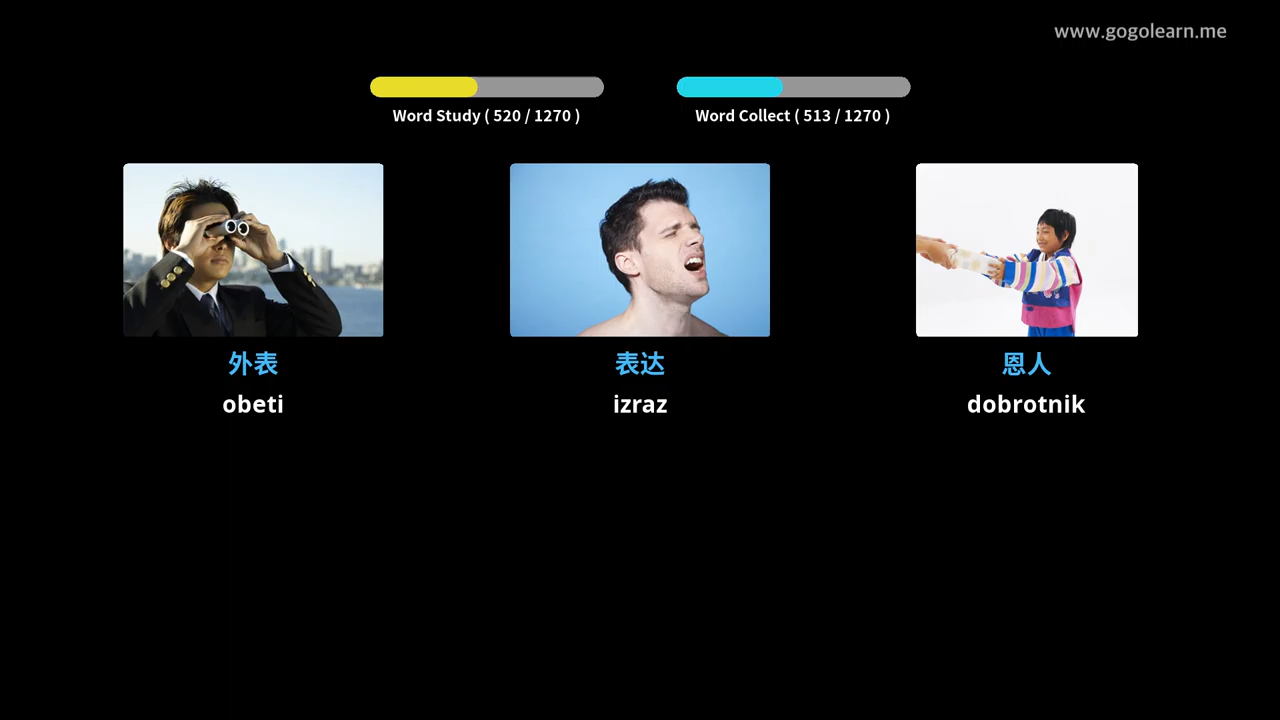 www.gogolearn.me
Word Study ( 520 / 1270 )
Word Collect ( 513 / 1270 )
外表
表达
恩人
obeti
izraz
dobrotnik